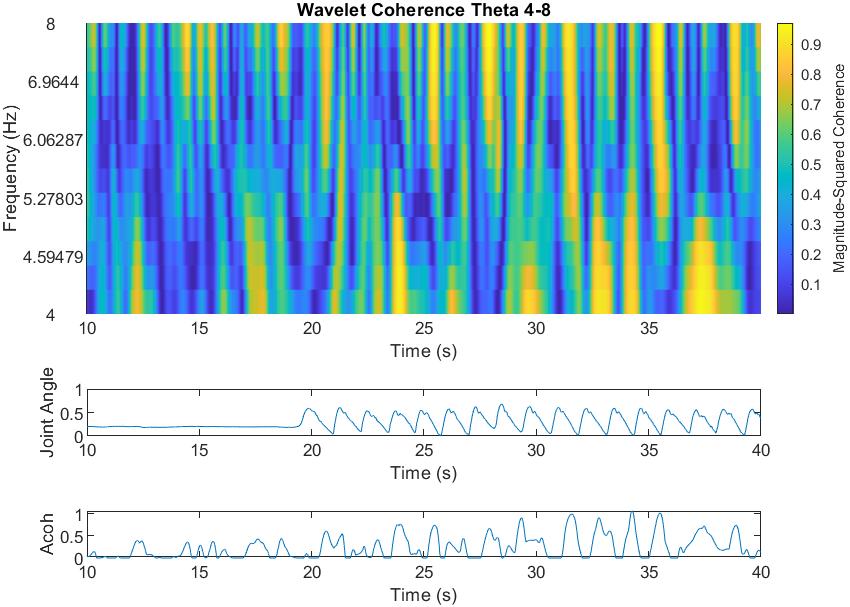 Wavelet Coherence Theta 4-8
Frequency (Hz)
8
6.9644
6.06287
5.27803
4.59479
4
10 15 20 25 30 35
Time (s)
0.9
0.8
0.7
0.6
0.5
0.4
0.3
0.2
0.1
Magnitude-Squared Coherence
Joint Angle
1
0.5
0
10 15 20 25 30 35 40
Time (s)
Acoh
1
0.5
0
10 15 20 25 30 35 40
Time (s)